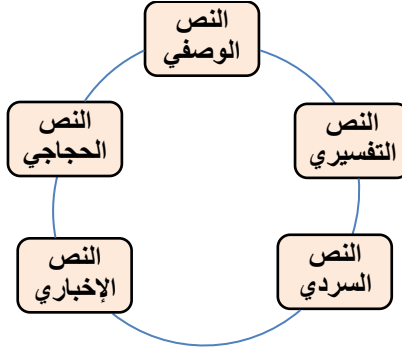 النص
الوصفي
النص
التفسيري
النص
السردي
النص
الإخباري
النص
الحجاجي